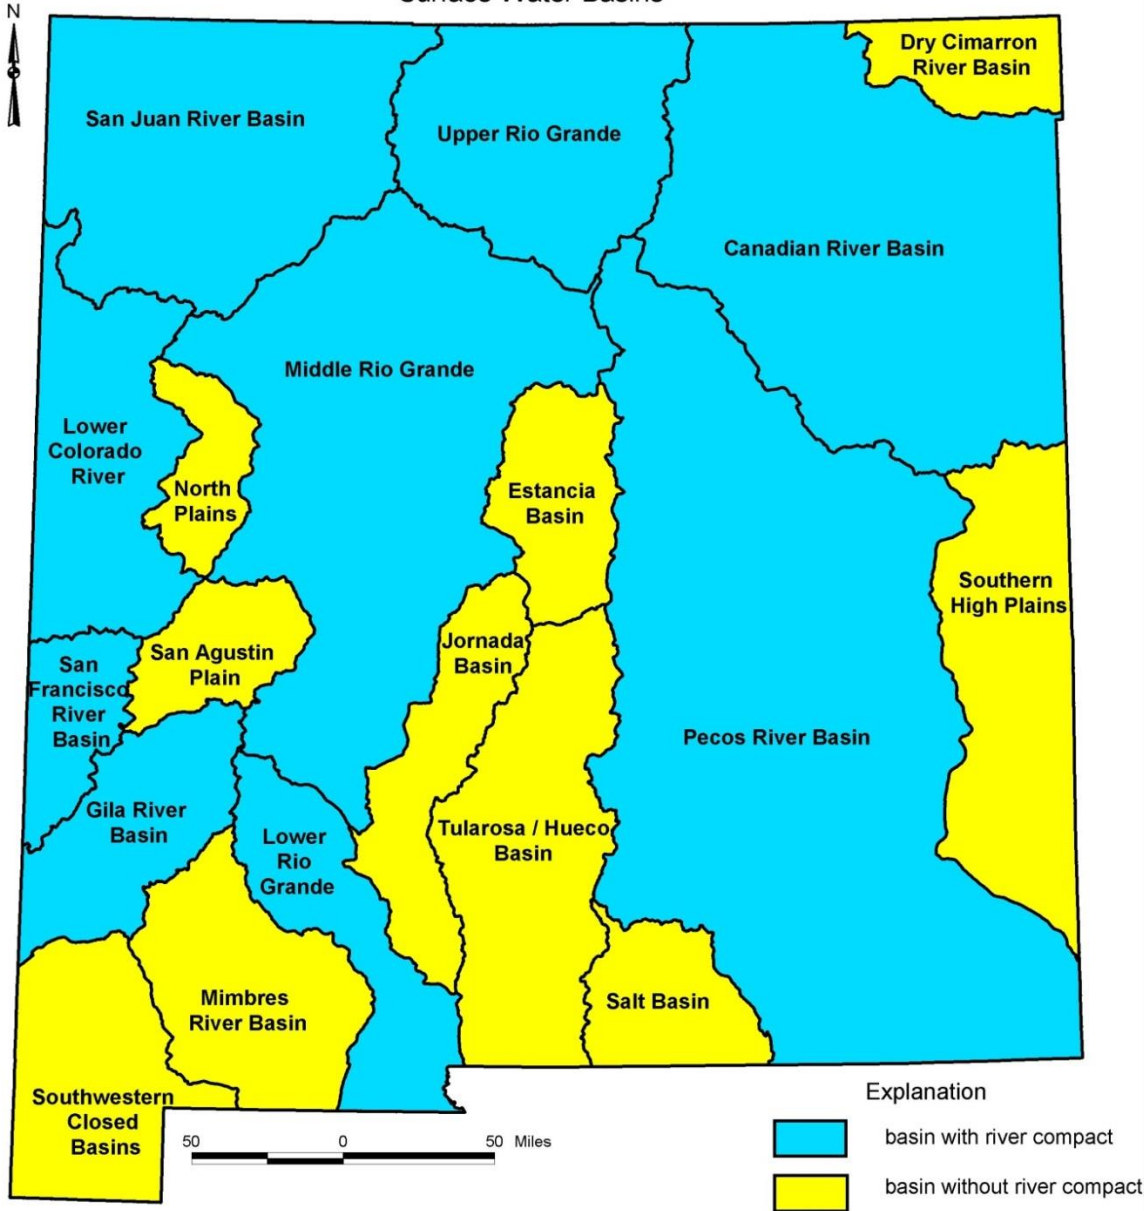 Surface Water Basins
N
Dry Cimarron
River Basin
San Juan River Basin
Upper Rio Grande
Canadian River Basin
Middle Rio Grande
Lower
Colorado
River
North
Plains
Estancia
Basin
Southern
High Plains
Jornada
Basin
San Agustin
Plain
San
Francisco
River
Basin
Pecos River Basin
Gila River
Basin
Lower
Rio
Grande
Tularosa / Hueco
Basin
Mimbres
River Basin
Salt Basin
Southwestern
Closed
Basins
50 0 50 Miles
Explanation
basin with river compact
basin without river compact